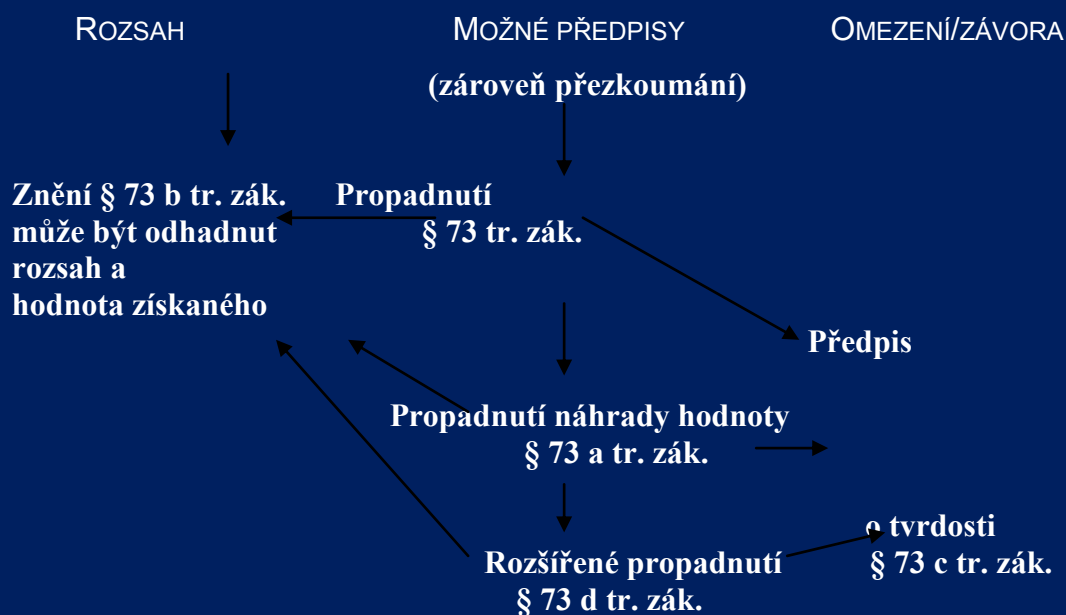 ROZSAH
MOŽNÉ PŘEDPISY
OMEZENÍ/ZÁVORA
(zároveň přezkoumání)
Znění § 73 b tr. zák.
může být odhadnut
rozsah a
hodnota získaného
Propadnutí
§ 73 tr. zák.
Předpis
Propadnutí náhrady hodnoty
§ 73 a tr. zák.
o tvrdosti
§ 73 c tr. zák.
Rozšířené propadnutí
§ 73 d tr. zák.